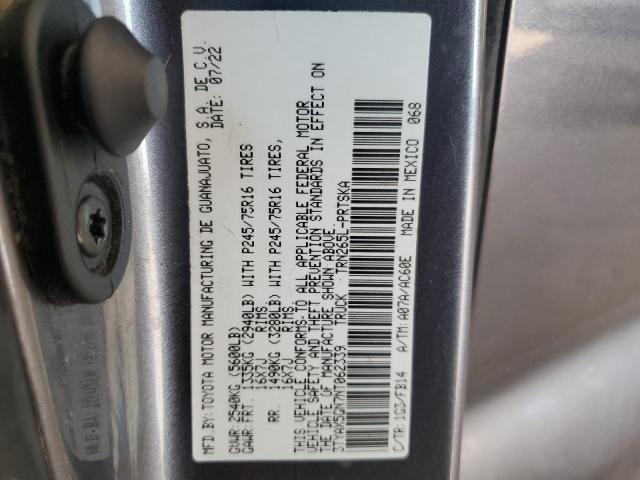 MFD.BY:TOYOTA MOTOR MANUFACTURING DE GUANAJUATO, S.A. DE C.V.
DATE: 07/22
GVWR: 2540KG (5600LB)
GAWR: FRT. 1335KG (2940LB) WITH P245/75R16 TIRES
16X7J RIMS
RR. 1490KG (3280LB) WITH P245/75R16 TIRES,
16X7J RIMS
THIS VEHICLE CONFORMS TO ALL APPLICABLE FEDERAL MOTOR
VEHICLE SAFETY AND THEFT PREVENTION STANDARDS IN EFFECT ON
THE DATE OF MANUFACTURE SHOWN ABOVE.
3TYAX5GN7NT062339 TRUCK TRN265L-PRTSKA
C/TR: 1G3/FB14 A/TM: A07A/AC60E MADE IN MEXICO 068